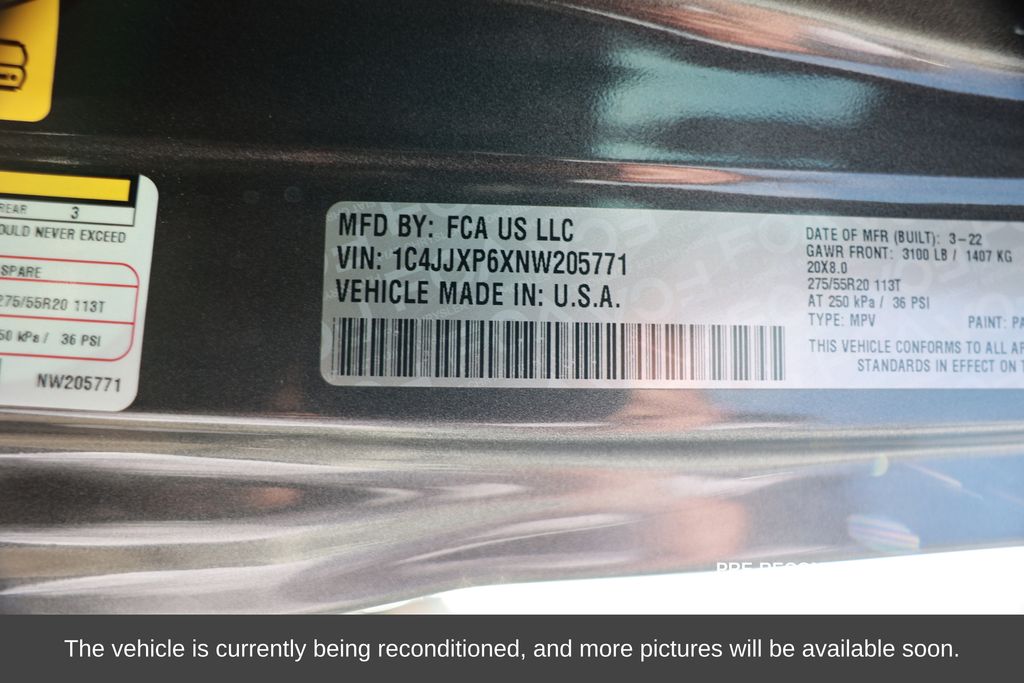 REAR 3
OULD NEVER EXCEED
SPARE
275/55R20 113T
50 kPa / 36 PSI
NW205771
MFD BY: FCA US LLC
VIN: 1C4JJXP6XNW205771
VEHICLE MADE IN: U.S.A.
DATE OF MFR (BUILT): 3-22
GAWR FRONT: 3100 LB / 1407 KG
20X8.0
275/55R20 113T
AT 250 kPa / 36 PSI
TYPE: MPV PAINT: PA
THIS VEHICLE CONFORMS TO ALL AP
STANDARDS IN EFFECT ON T
The vehicle is currently being reconditioned, and more pictures will be available soon.